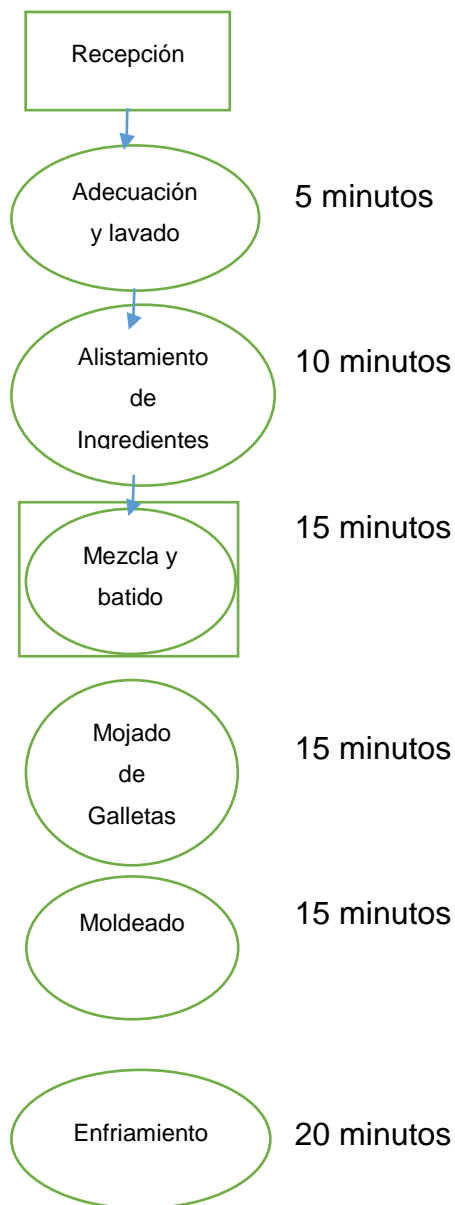 Recepción
Adecuación
y lavado
5 minutos
Alistamiento
de
Ingredientes
10 minutos
Mezcla y
batido
15 minutos
Mojado
de
Galletas
15 minutos
Moldeado
15 minutos
Enfriamiento
20 minutos